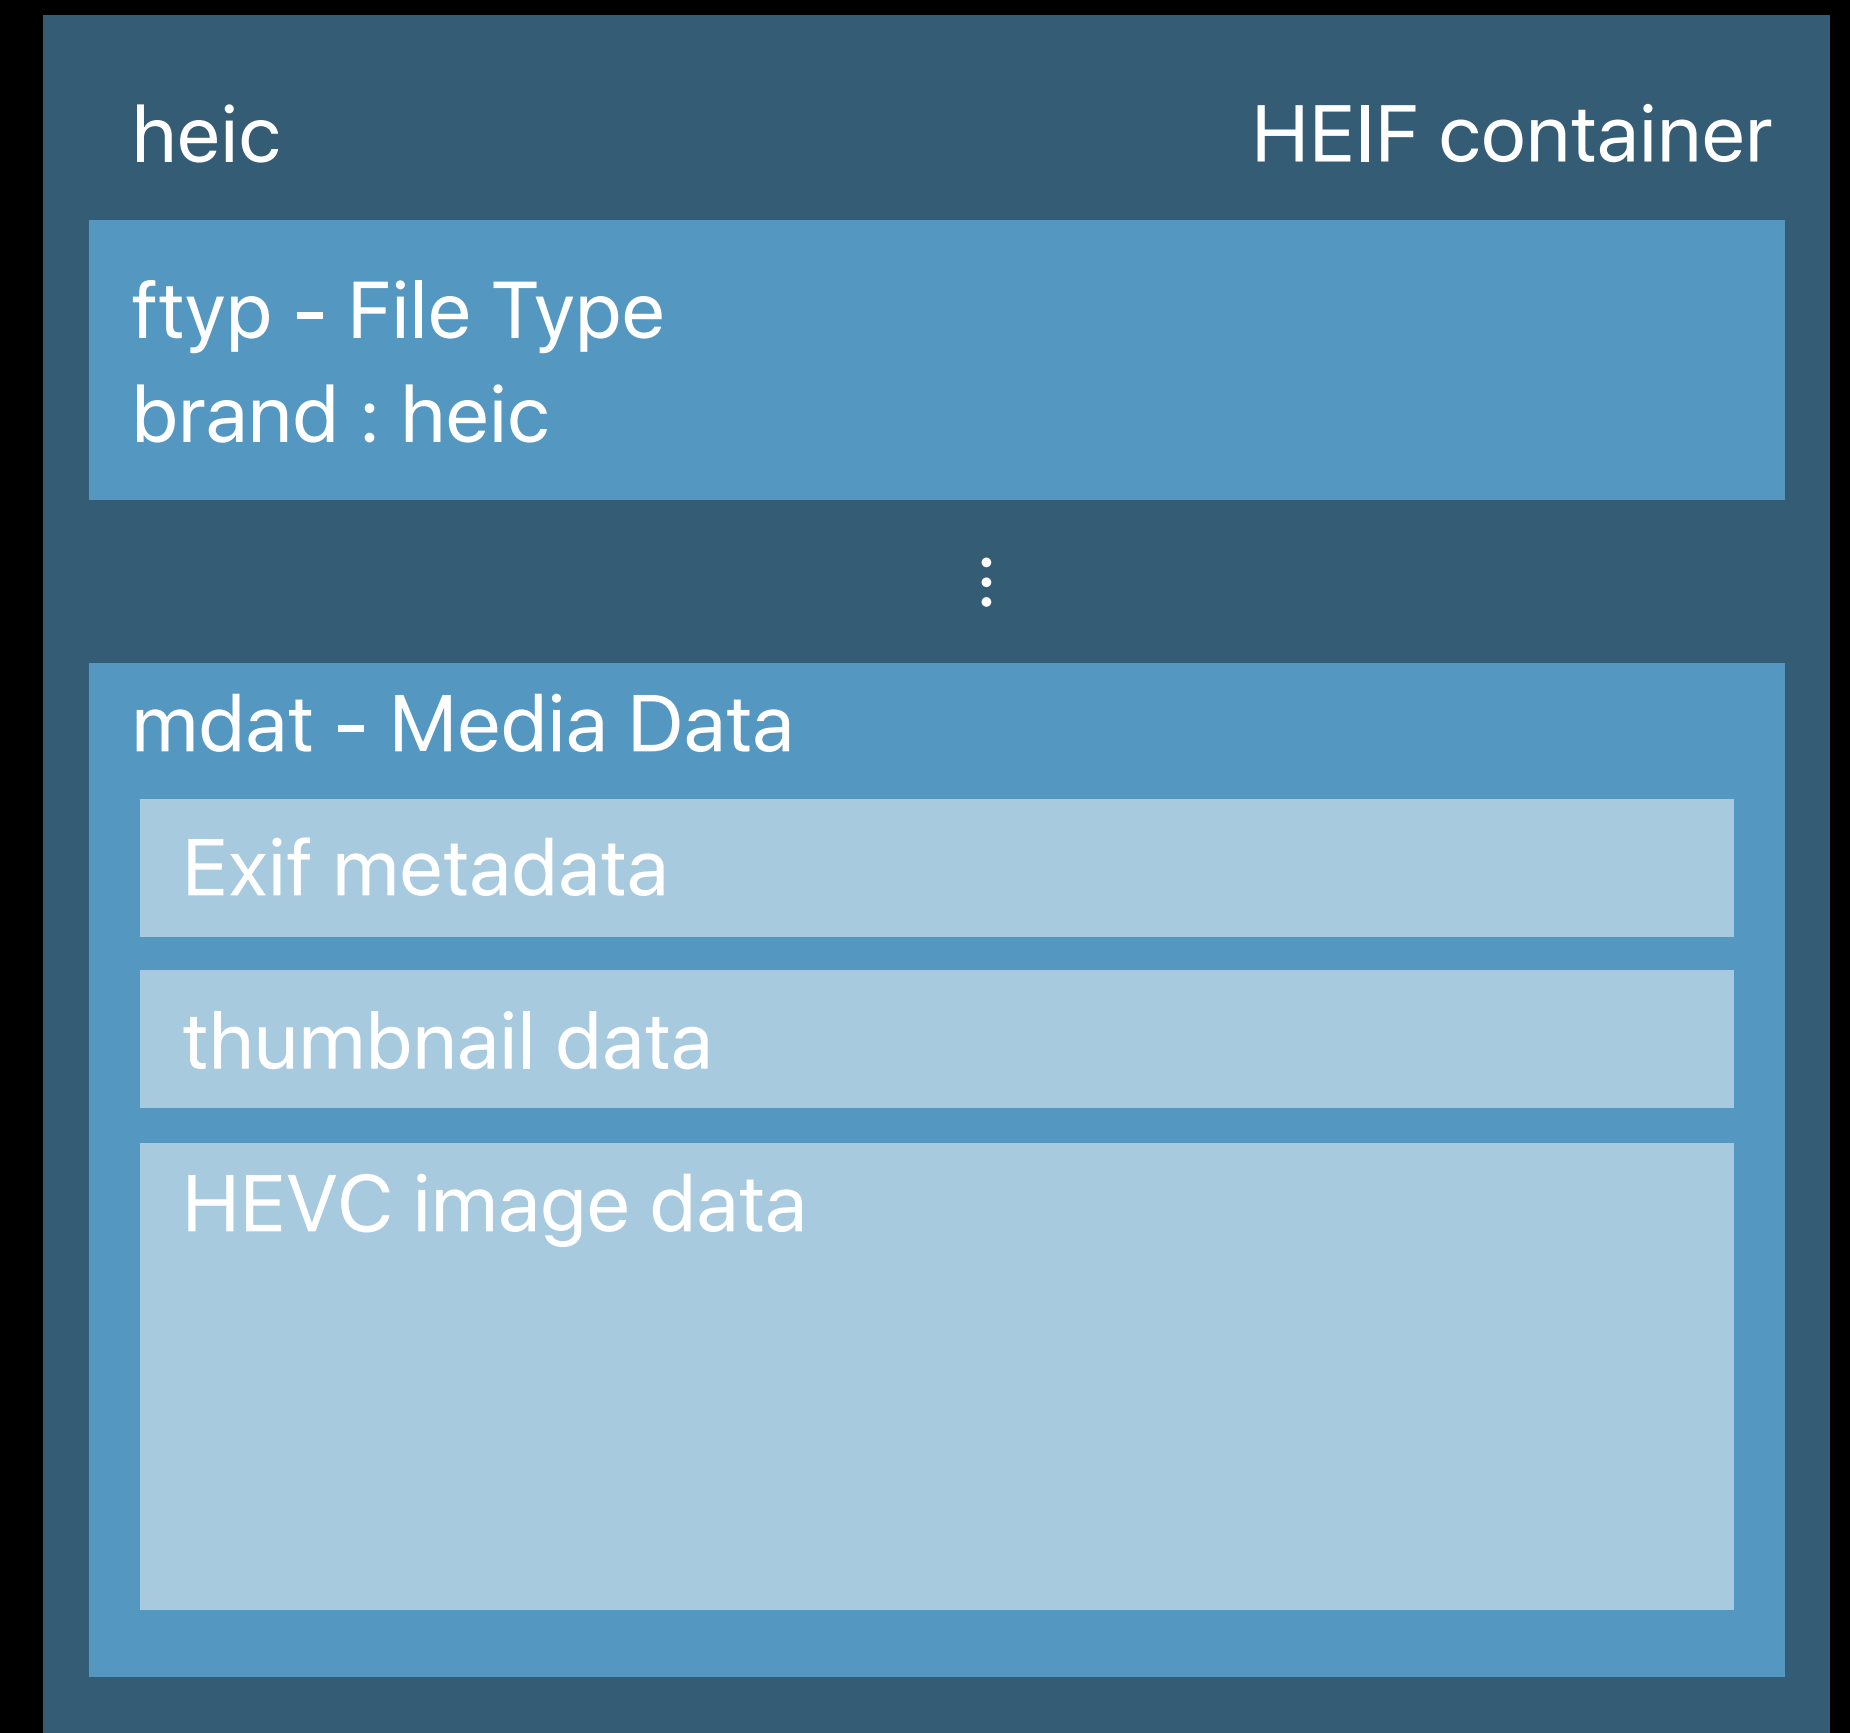 heic
HEIF container
ftyp - File Type
brand : heic
mdat - Media Data
Exif metadata
thumbnail data
HEVC image data